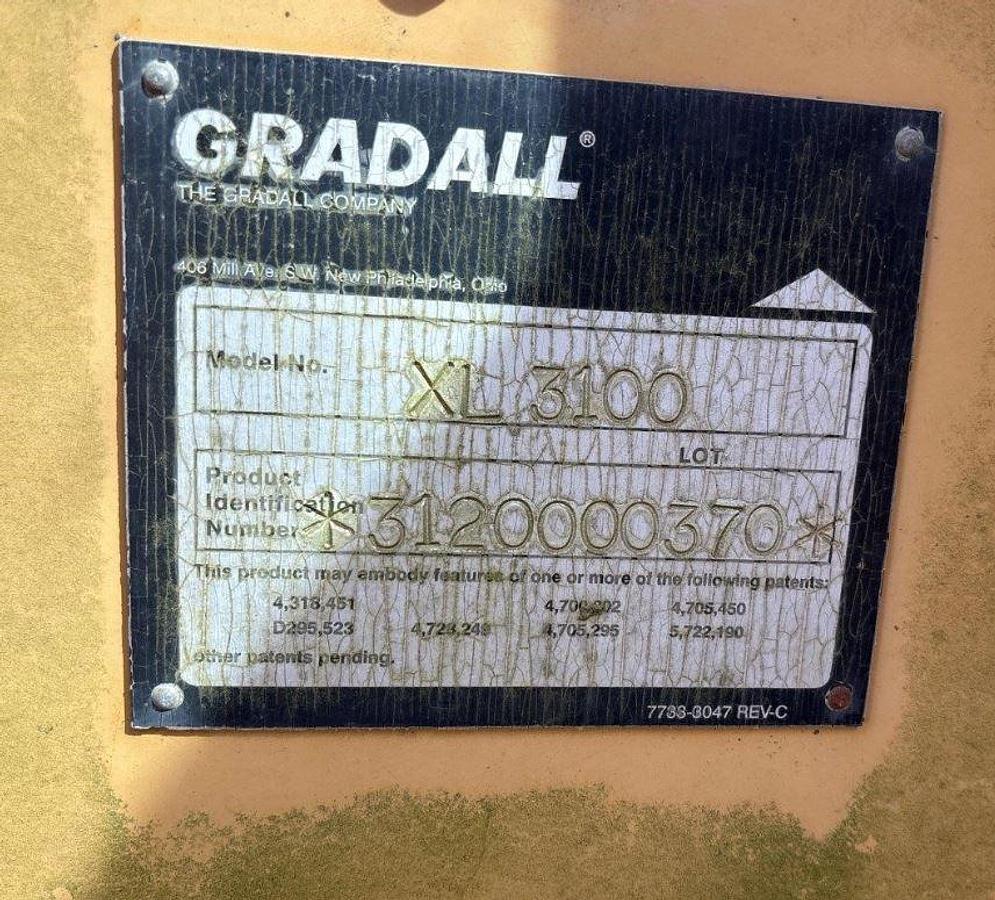 GRADALL®
THE GRADALL COMPANY
406 Mill Ave. S.W. New Philadelphia, Ohio
Model No. XL 3100
LOT
Product
Identification
Number *3120000370*
This product may embody features of one or more of the following patents:
4,318,451 4,705,450
D295,523 4,705,295 5,722,190
other patents pending.
7733-3047 REV-C